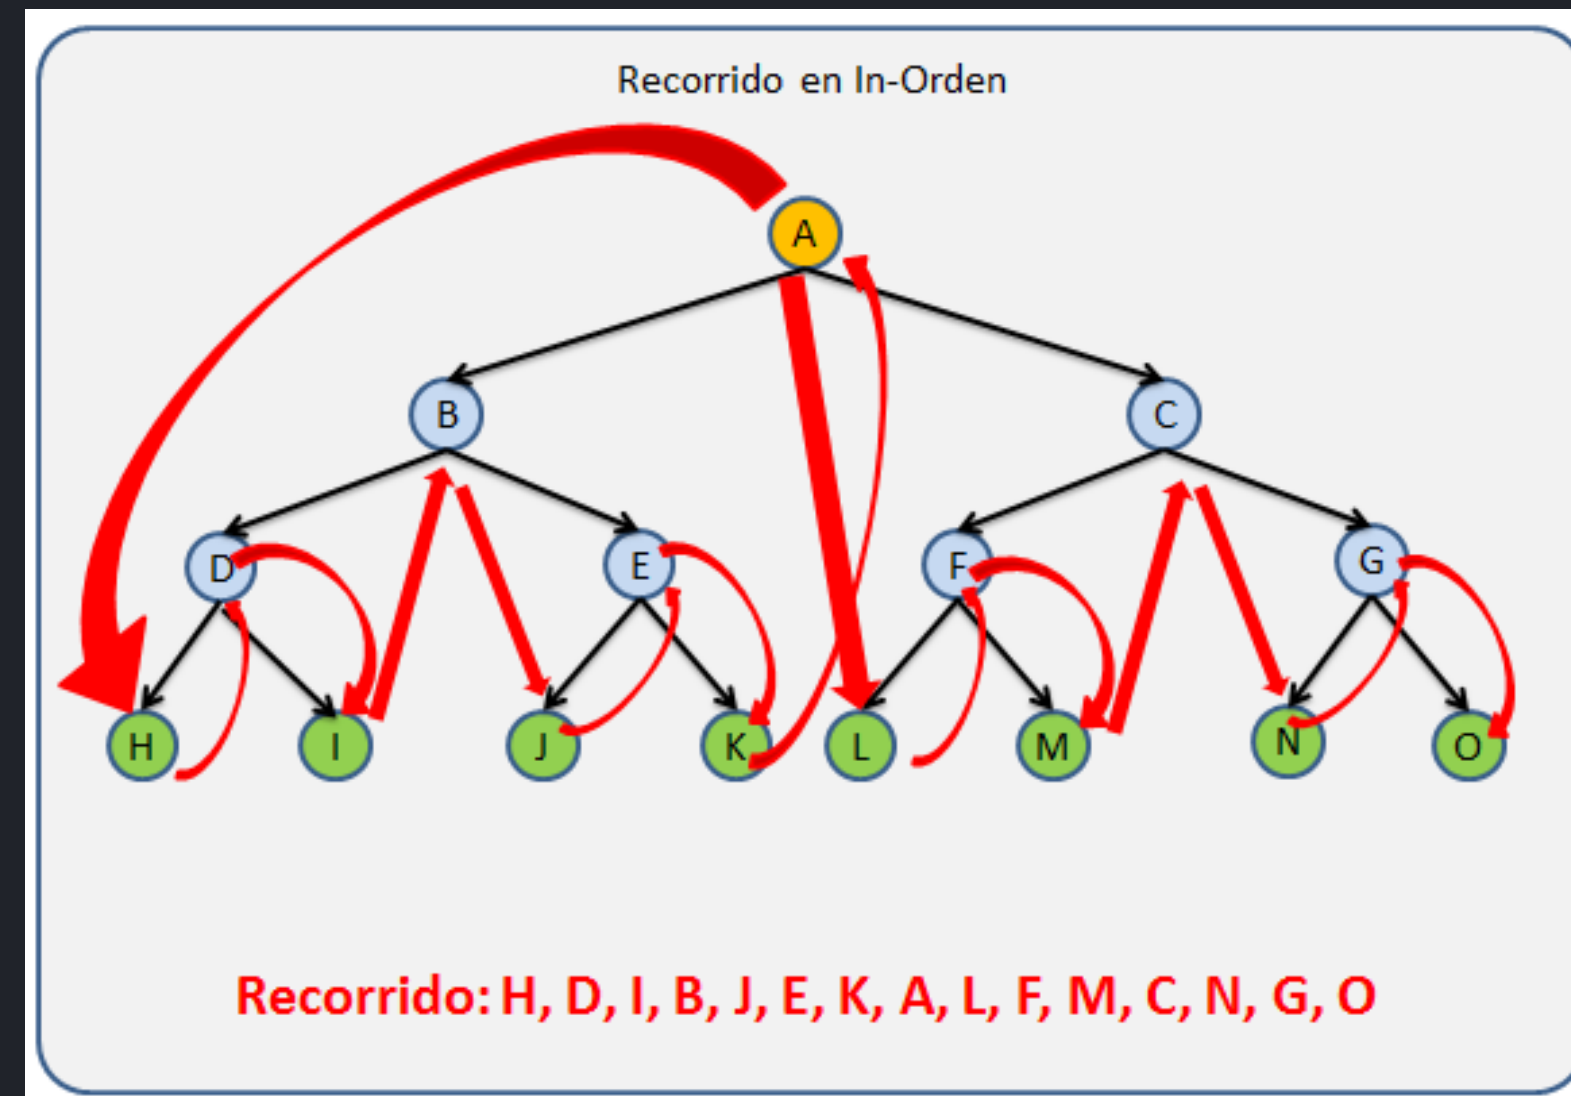 Recorrido en In-Orden
A
B
C
D
E
F
G
H
I
J
K
L
M
N
O
Recorrido: H, D, I, B, J, E, K, A, L, F, M, C, N, G, O